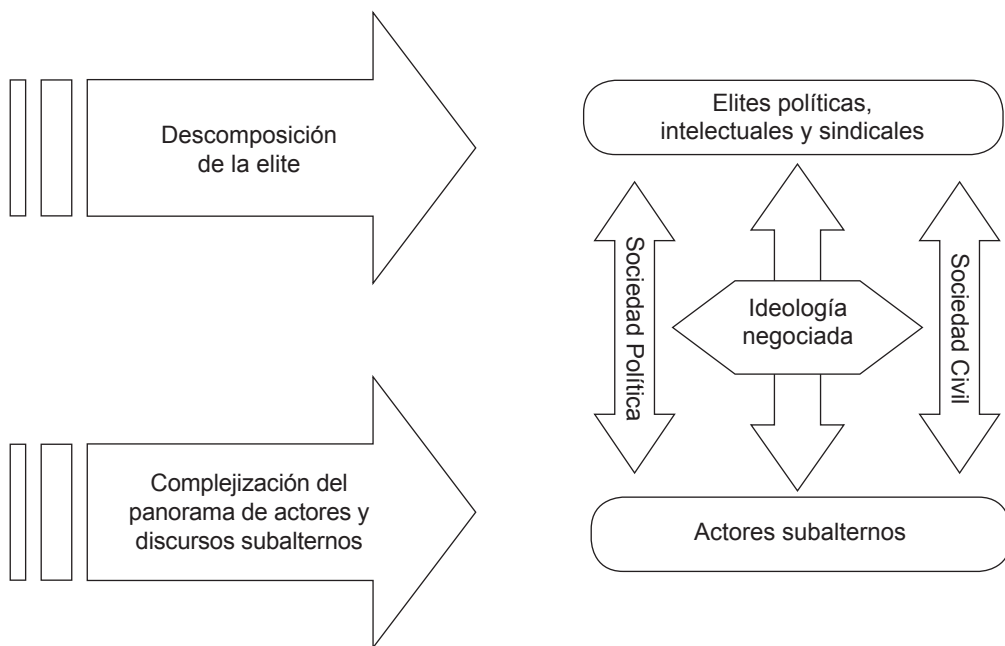 Descomposición
de la elite
Complejización del
panorama de actores y
discursos subalternos
Elites políticas,
intelectuales y sindicales
Sociedad Política
Ideología
negociada
Sociedad Civil
Actores subalternos